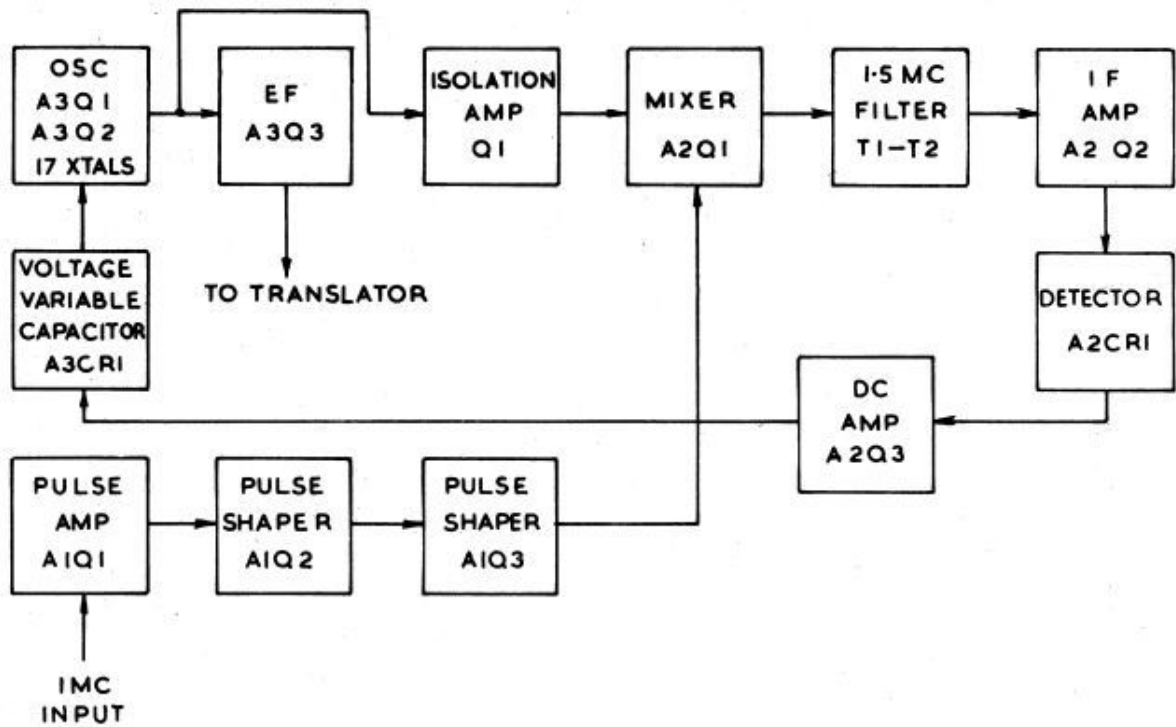 OSC
A3Q1
A3Q2
17 XTALS
EF
A3Q3
ISOLATION
AMP
Q1
MIXER
A2Q1
1·5 MC
FILTER
T1-T2
IF
AMP
A2 Q2
VOLTAGE
VARIABLE
CAPACITOR
A3CR1
TO TRANSLATOR
DETECTOR
A2CR1
DC
AMP
A2Q3
PULSE
AMP
A1Q1
PULSE
SHAPER
A1Q2
PULSE
SHAPER
A1Q3
1MC
INPUT